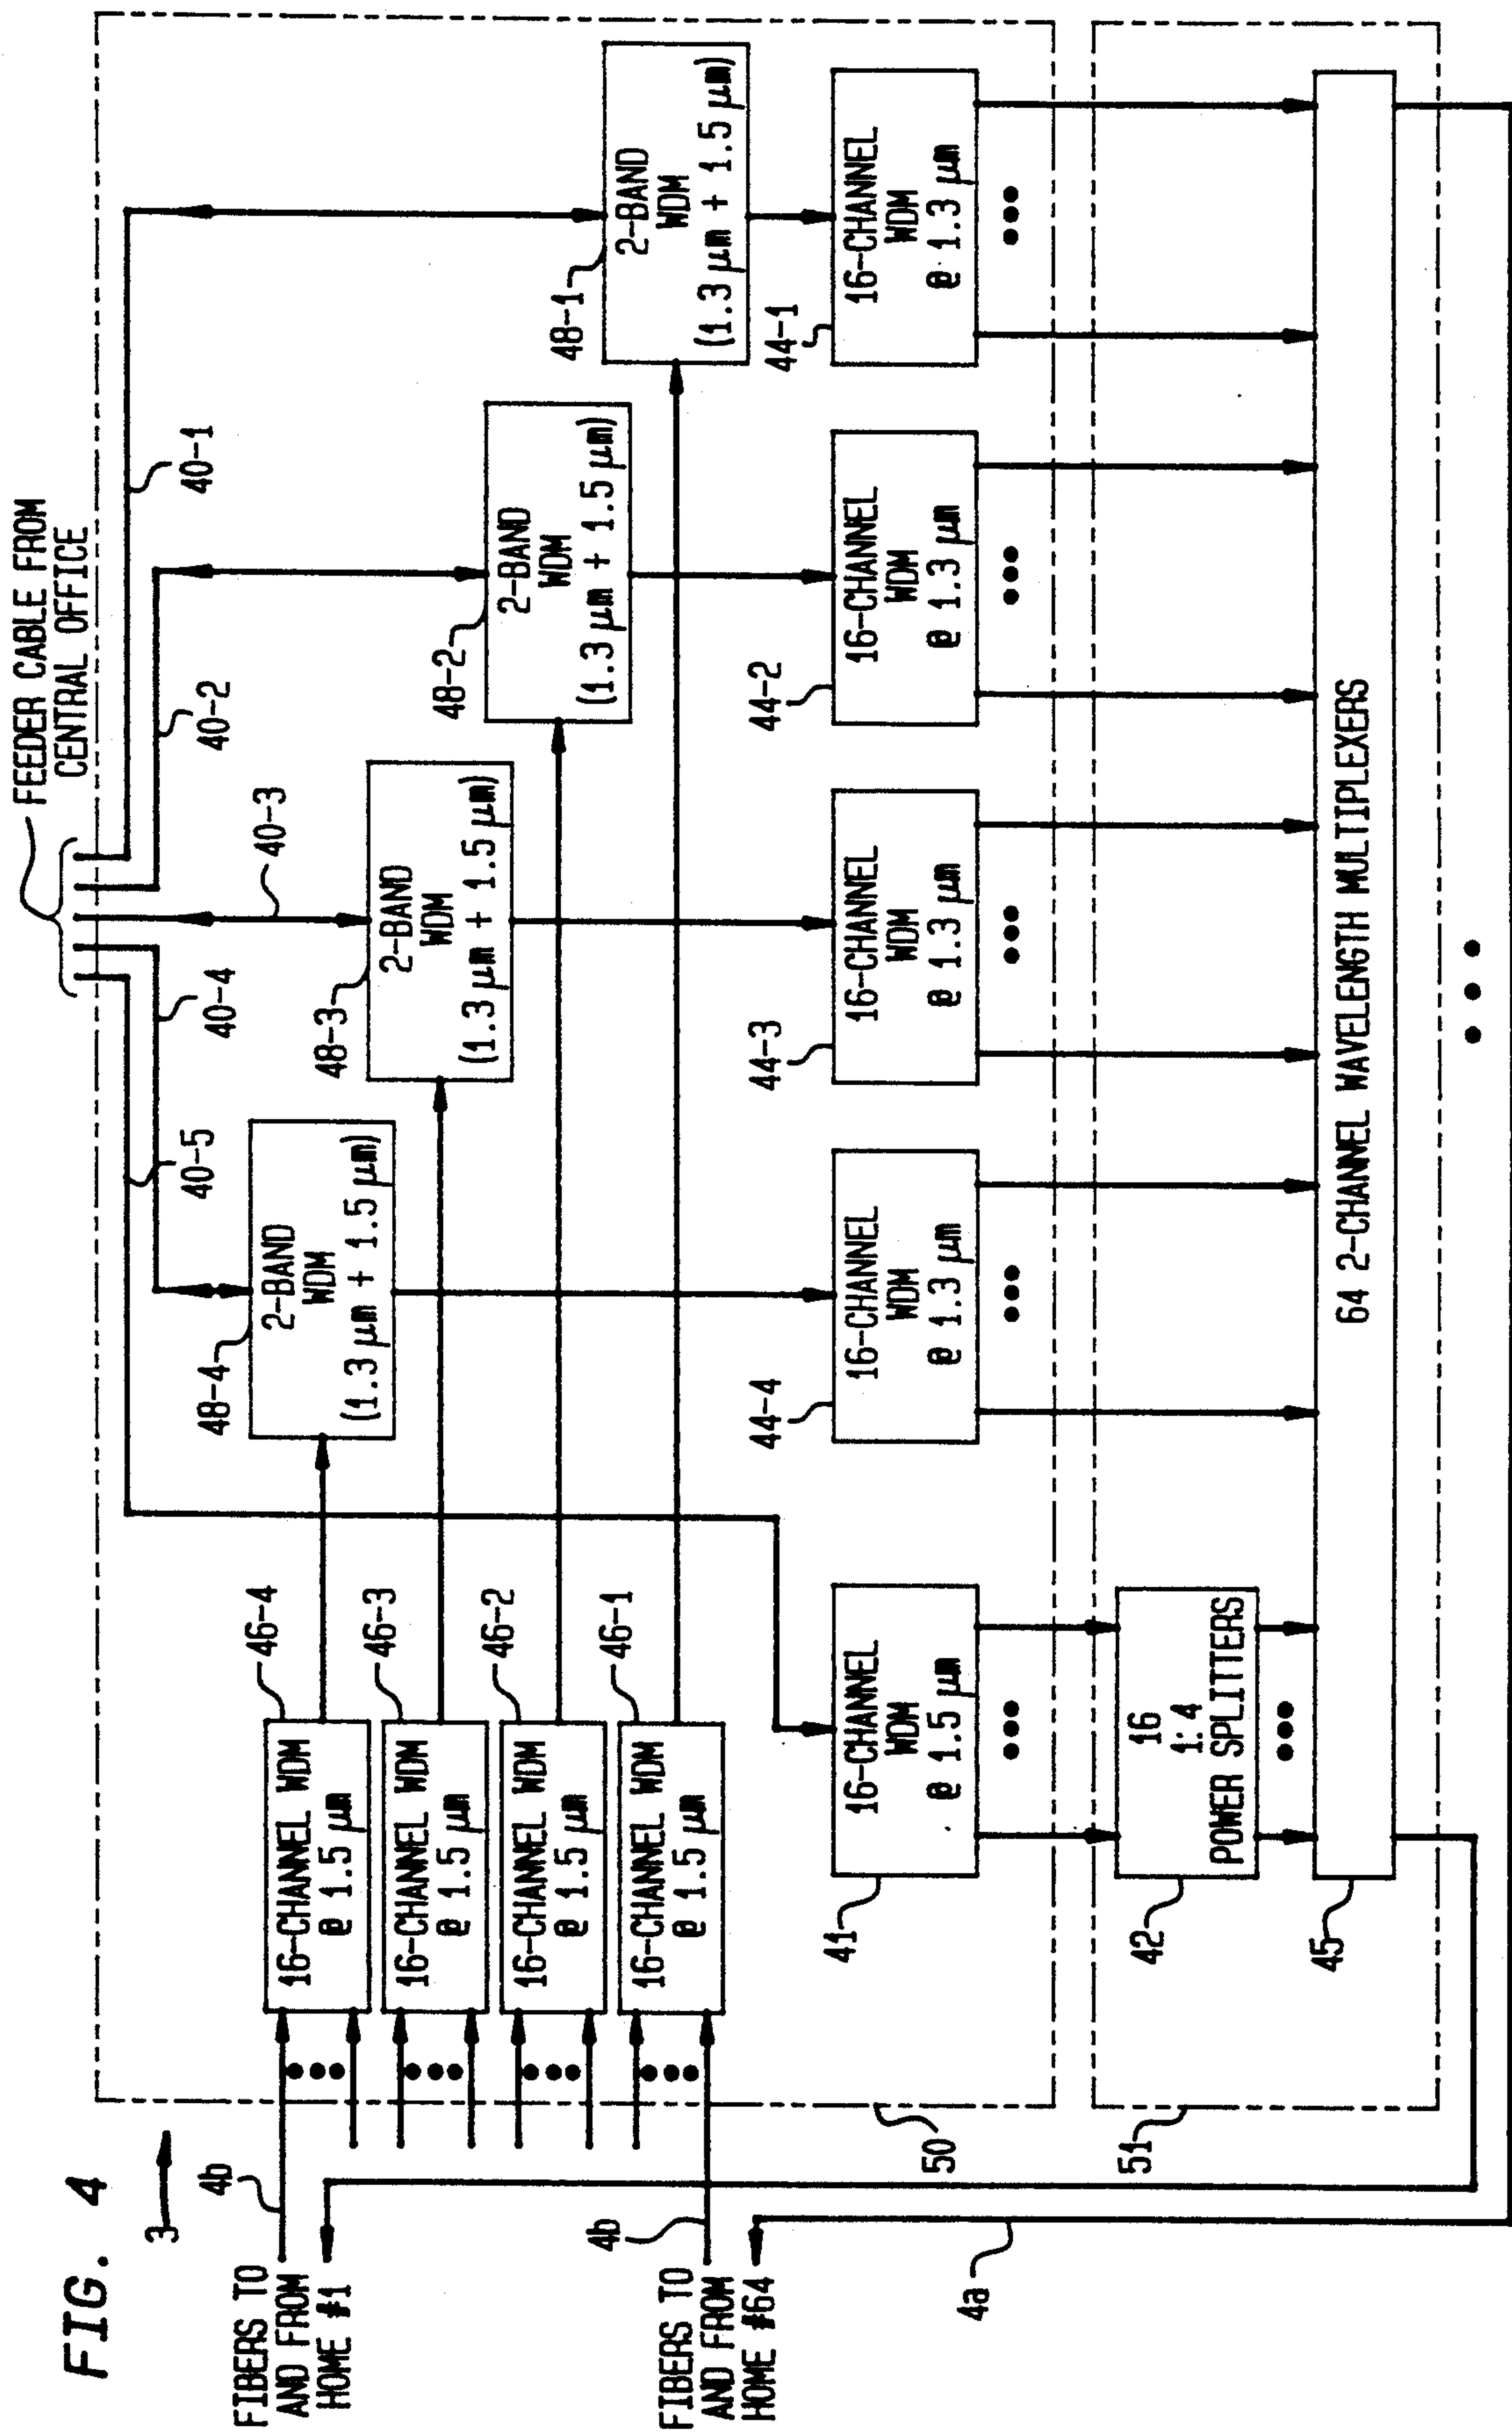 FIG. 4
3
FEEDER CABLE FROM
CENTRAL OFFICE
40-5
40-4
40-3
40-2
40-1
FIBERS TO
AND FROM
HOME #1
4b
16-CHANNEL WDM
@ 1.5 μm
46-4
48-4
2-BAND
WDM
(1.3 μm + 1.5 μm)
16-CHANNEL WDM
@ 1.5 μm
46-3
48-3
2-BAND
WDM
(1.3 μm + 1.5 μm)
16-CHANNEL WDM
@ 1.5 μm
46-2
48-2
2-BAND
WDM
(1.3 μm + 1.5 μm)
16-CHANNEL WDM
@ 1.5 μm
46-1
48-1
2-BAND
WDM
(1.3 μm + 1.5 μm)
FIBERS TO
AND FROM
HOME #64
4b
4a
41
16-CHANNEL
WDM
@ 1.5 μm
44-4
16-CHANNEL
WDM
@ 1.3 μm
44-3
16-CHANNEL
WDM
@ 1.3 μm
44-2
16-CHANNEL
WDM
@ 1.3 μm
44-1
16-CHANNEL
WDM
@ 1.3 μm
50
51
42
16
1:4
POWER SPLITTERS
45
64 2-CHANNEL WAVELENGTH MULTIPLEXERS